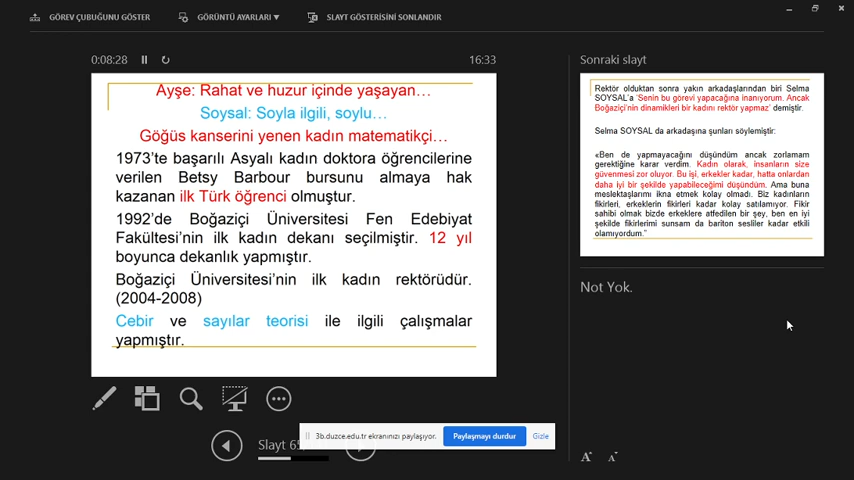 GÖREV ÇUBUĞUNU GÖSTER
GÖRÜNTÜ AYARLARI ▼
SLAYT GÖSTERİSİNİ SONLANDIR
0:08:28
16:33
Ayşe: Rahat ve huzur içinde yaşayan…
Soysal: Soyla ilgili, soylu…
Göğüs kanserini yenen kadın matematikçi…
1973’te başarılı Asyalı kadın doktora öğrencilerine
verilen Betsy Barbour bursunu almaya hak
kazanan ilk Türk öğrenci olmuştur.
1992’de Boğaziçi Üniversitesi Fen Edebiyat
Fakültesi’nin ilk kadın dekanı seçilmiştir. 12 yıl
boyunca dekanlık yapmıştır.
Boğaziçi Üniversitesi’nin ilk kadın rektörüdür.
(2004-2008)
Cebir ve sayılar teorisi ile ilgili çalışmalar
yapmıştır.
Sonraki slayt
Rektör olduktan sonra yakın arkadaşlarından biri Selma
SOYSAL’a ‘Senin bu görevi yapacağına inanıyorum. Ancak
Boğaziçi’nin dinamikleri bir kadını rektör yapmaz’ demiştir.
Selma SOYSAL da arkadaşına şunları söylemiştir:
«Ben de yapmayacağını düşündüm ancak zorlamam
gerektiğine karar verdim. Kadın olarak, insanların size
güvenmesi zor oluyor. Bu işi, erkekler kadar, hatta onlardan
daha iyi bir şekilde yapabileceğimi düşündüm. Ama buna
meslektaşlarımı ikna etmek kolay olmadı. Biz kadınların
fikirleri, erkeklerin fikirleri kadar kolay satılamıyor. Fikir
sahibi olmak bizde erkeklere atfedilen bir şey, ben en iyi
şekilde fikirlerimi sunsam da bariton sesliler kadar etkili
olamıyordum.”
Not Yok.
3b.duzce.edu.tr ekranınızı paylaşıyor.
Paylaşmayı durdur
Gizle
Slayt
A A